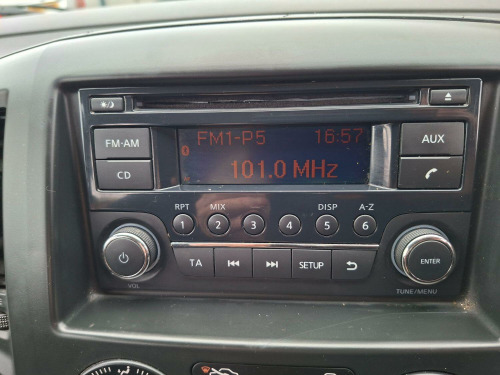 FM1-P5 16:57
101.0 MHz
FM·AM
CD
AUX
RPT MIX DISP A-Z
1 2 3 4 5 6
TA SETUP
VOL
ENTER
TUNE/MENU